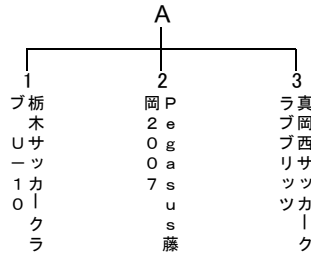 A
1
2
3
栃木サッカークラ
ブ U－10
Pegasus藤
岡2007
真岡西サッカーク
ラブブリッツ